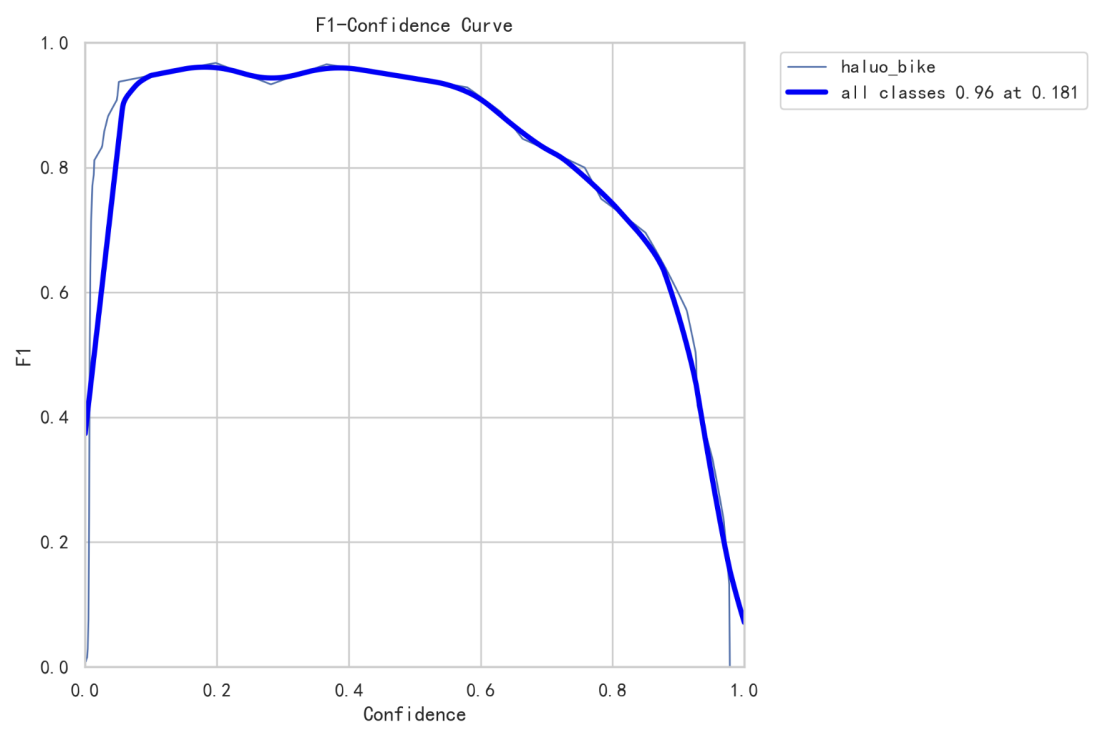 F1-Confidence Curve
haluo_bike
all classes 0.96 at 0.181
F1
1.0
0.8
0.6
0.4
0.2
0.0
0.0 0.2 0.4 0.6 0.8 1.0
Confidence